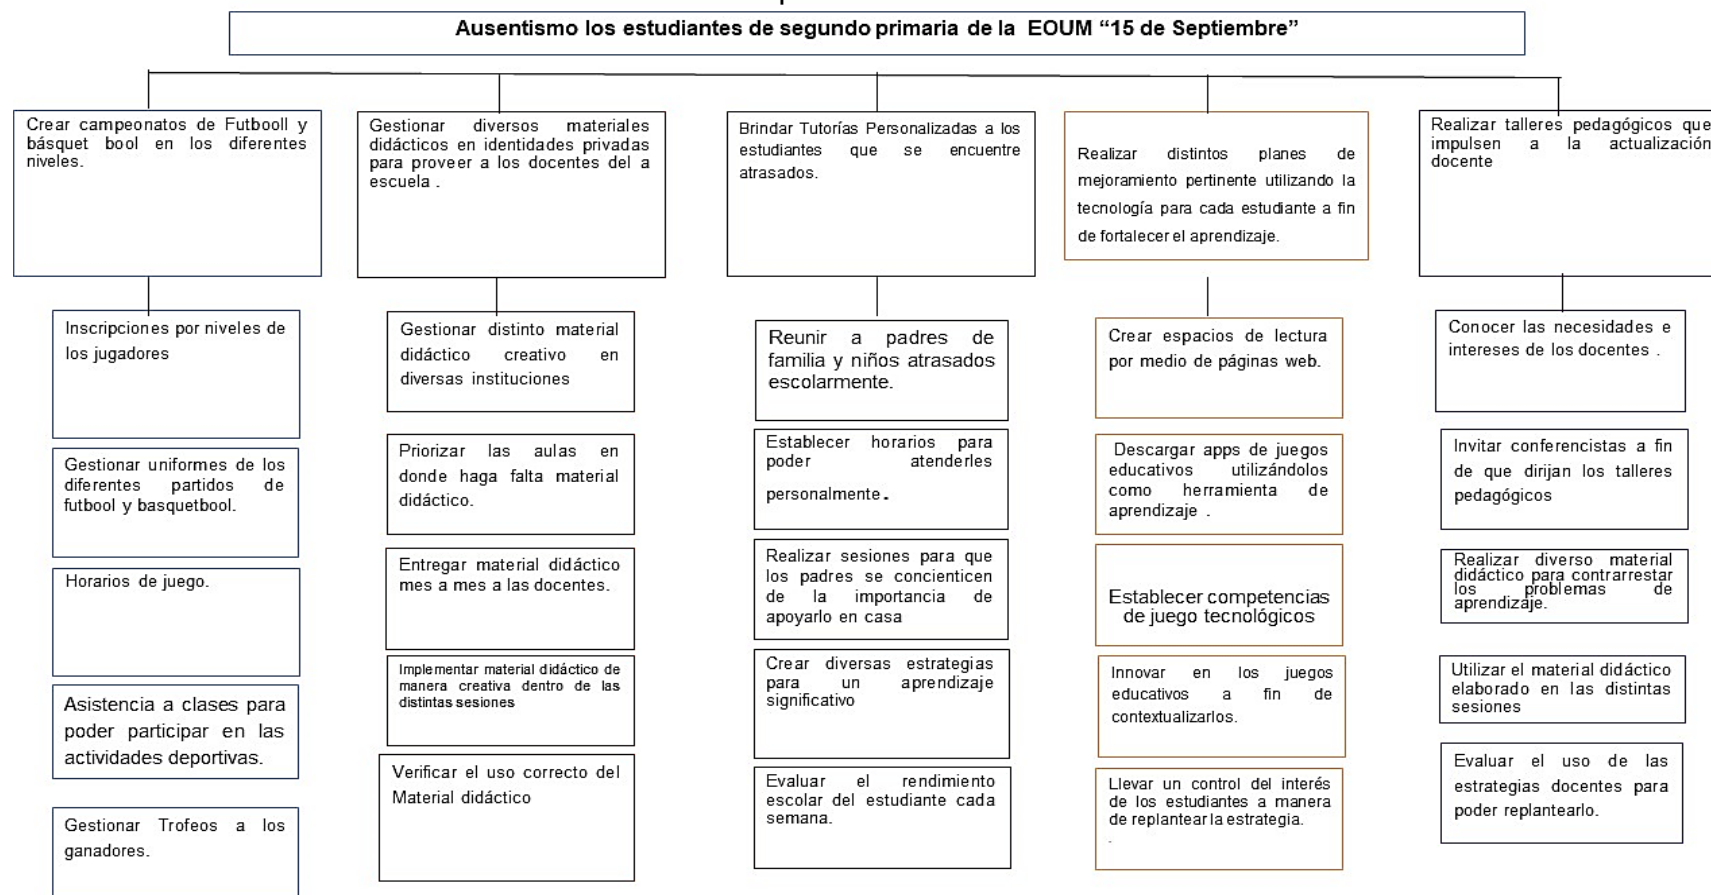 Ausentismo los estudiantes de segundo primaria de la EOUM “15 de Septiembre”
Crear campeonatos de Futbooll y
básquet bool en los diferentes
niveles.
Gestionar diversos materiales
didácticos en identidades privadas
para proveer a los docentes del a
escuela .
Brindar Tutorías Personalizadas a los
estudiantes que se encuentre
atrasados.
Realizar distintos planes de
mejoramiento pertinente utilizando la
tecnología para cada estudiante a fin
de fortalecer el aprendizaje.
Realizar talleres pedagógicos que
impulsen a la actualización
docente
Inscripciones por niveles de
los jugadores
Gestionar uniformes de los
diferentes partidos de
futbool y basquetbool.
Horarios de juego.
Asistencia a clases para
poder participar en las
actividades deportivas.
Gestionar Trofeos a los
ganadores.
Gestionar distinto material
didáctico creativo en
diversas instituciones
Priorizar las aulas en
donde haga falta material
didáctico.
Entregar material didáctico
mes a mes a las docentes.
Implementar material didáctico de
manera creativa dentro de las
distintas sesiones
Verificar el uso correcto del
Material didáctico
Reunir a padres de
familia y niños atrasados
escolarmente.
Establecer horarios para
poder atenderles
personalmente.
Realizar sesiones para que
los padres se concienticen
de la importancia de
apoyarlo en casa
Crear diversas estrategias
para un aprendizaje
significativo
Evaluar el rendimiento
escolar del estudiante cada
semana.
Crear espacios de lectura
por medio de páginas web.
Descargar apps de juegos
educativos utilizándolos
como herramienta de
aprendizaje .
Establecer competencias
de juego tecnológicos
Innovar en los juegos
educativos a fin de
contextualizarlos.
Llevar un control del interés
de los estudiantes a manera
de replantear la estrategia.
.
Conocer las necesidades e
intereses de los docentes .
Invitar conferencistas a fin
de que dirijan los talleres
pedagógicos
Realizar diverso material
didáctico para contrarrestar
los problemas de
aprendizaje.
Utilizar el material didáctico
elaborado en las distintas
sesiones
Evaluar el uso de las
estrategias docentes para
poder replantearlo.